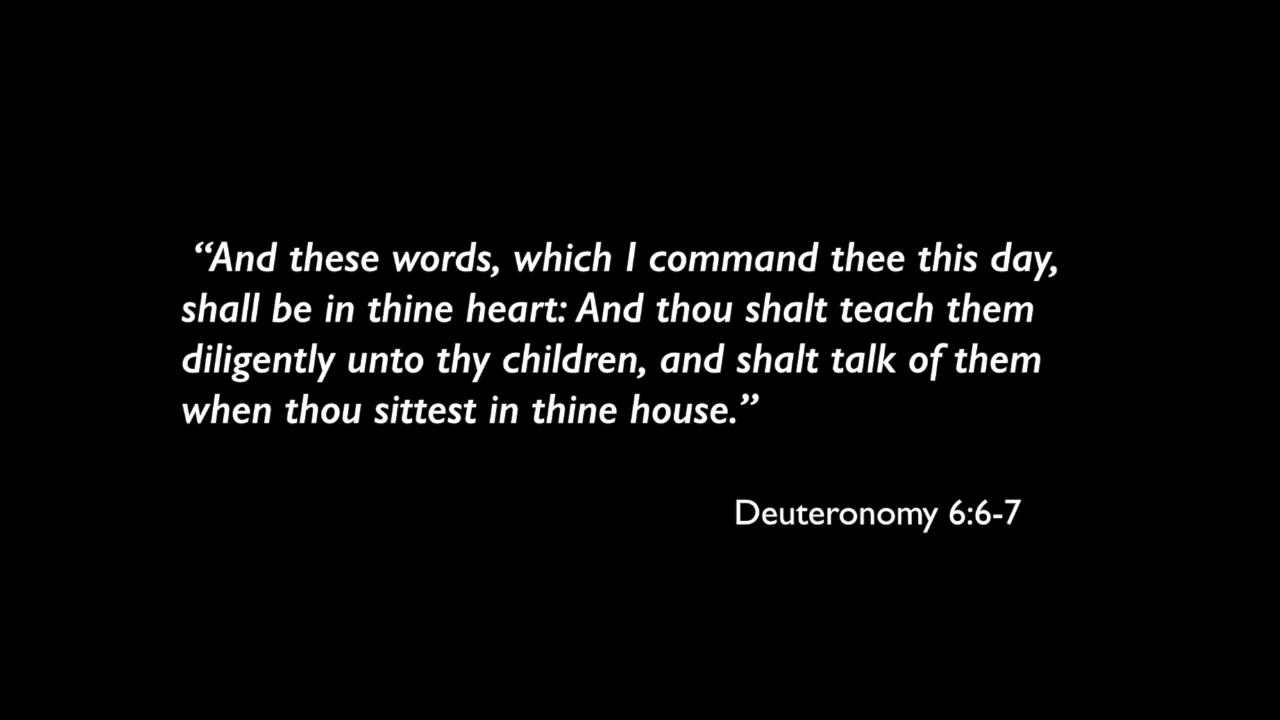 “And these words, which I command thee this day,
shall be in thine heart: And thou shalt teach them
diligently unto thy children, and shalt talk of them
when thou sittest in thine house.”
Deuteronomy 6:6-7